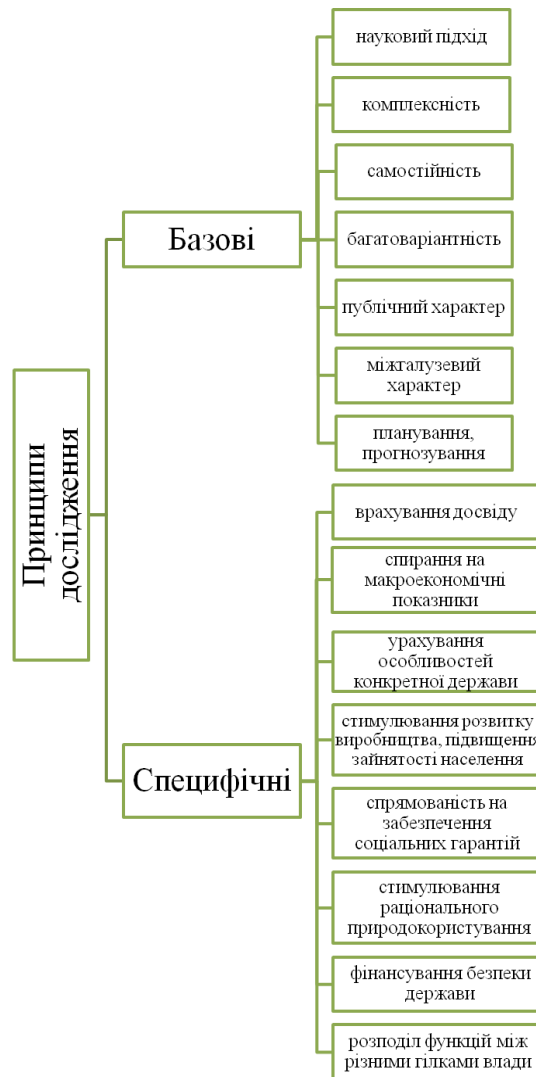 Принципи
дослідження
Базові
науковий підхід
комплексність
самостійність
багатоваріантність
публічний характер
міжгалузевий
характер
планування,
прогнозування
Специфічні
врахування досвіду
спирання на
макроекономічні
показники
урахування
особливостей
конкретної держави
стимулювання розвитку
виробництва, підвищення
зайнятості населення
спрямованість на
забезпечення
соціальних гарантій
стимулювання
раціонального
природокористування
фінансування безпеки
держави
розподіл функцій між
різними гілками влади